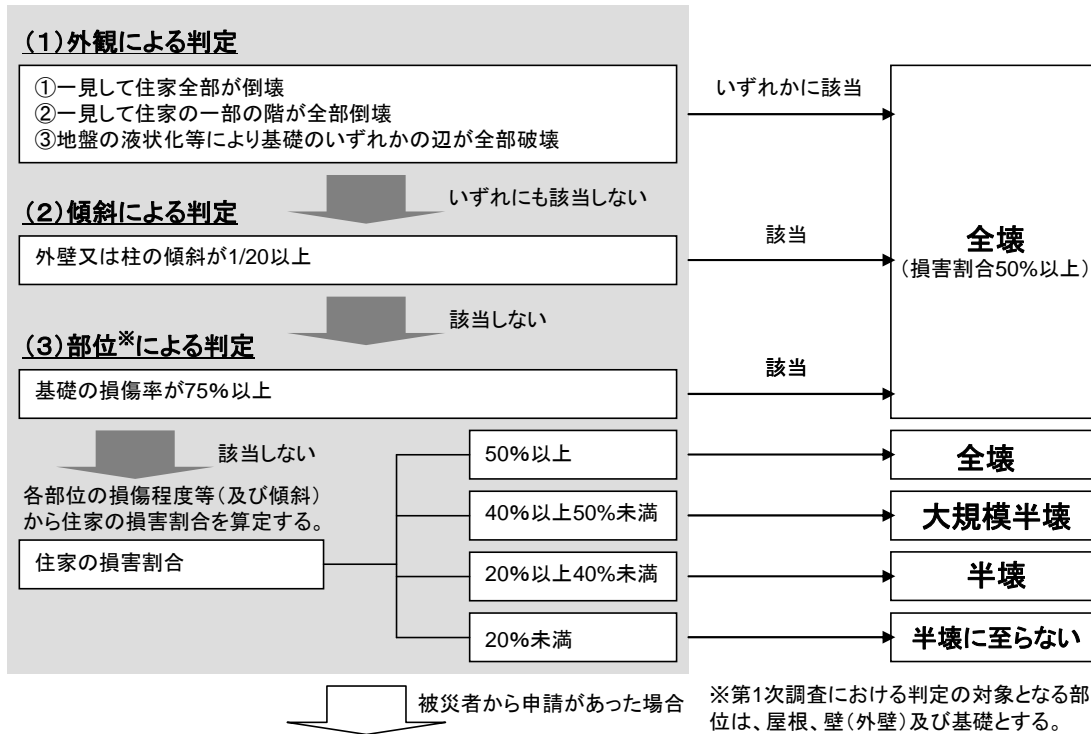 (1)外観による判定
①一見して住家全部が倒壊
②一見して住家の一部の階が全部倒壊
③地盤の液状化等により基礎のいずれかの辺が全部破壊
いずれかに該当
いずれにも該当しない
(2)傾斜による判定
外壁又は柱の傾斜が1/20以上
該当
全壊
(損害割合50%以上)
該当しない
(3)部位※による判定
基礎の損傷率が75%以上
該当
該当しない
各部位の損傷程度等(及び傾斜)
から住家の損害割合を算定する。
住家の損害割合
50%以上
全壊
40%以上50%未満
大規模半壊
20%以上40%未満
半壊
20%未満
半壊に至らない
被災者から申請があった場合
※第1次調査における判定の対象となる部
位は、屋根、壁(外壁)及び基礎とする。